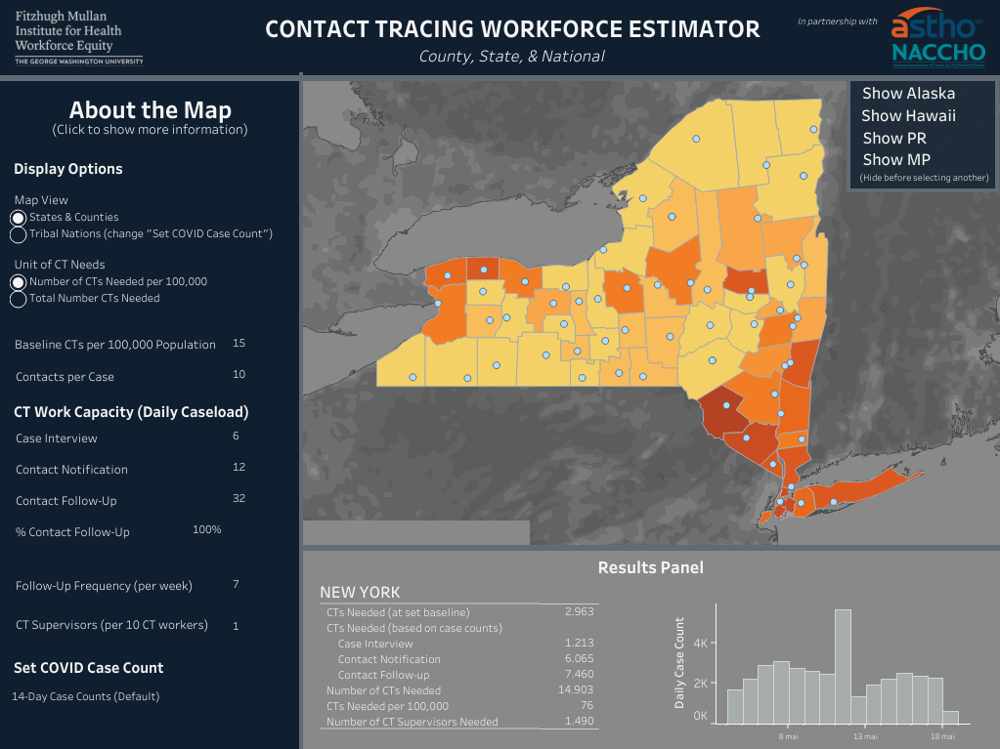 Fitzhugh Mullan
Institute for Health
Workforce Equity
THE GEORGE WASHINGTON UNIVERSITY
CONTACT TRACING WORKFORCE ESTIMATOR
County, State, & National
In partnership with
astho
NACCHO
About the Map
(Click to show more information)
Display Options
Map View
States & Counties
Tribal Nations (change "Set COVID Case Count")
Unit of CT Needs
Number of CTs Needed per 100,000
Total Number CTs Needed
Baseline CTs per 100,000 Population 15
Contacts per Case 10
CT Work Capacity (Daily Caseload)
Case Interview 6
Contact Notification 12
Contact Follow-Up 32
% Contact Follow-Up 100%
Follow-Up Frequency (per week) 7
CT Supervisors (per 10 CT workers) 1
Set COVID Case Count
14-Day Case Counts (Default)
Show Alaska
Show Hawaii
Show PR
Show MP
(Hide before selecting another)
Results Panel
NEW YORK
CTs Needed (at set baseline) 2.963
CTs Needed (based on case counts)
Case Interview 1.213
Contact Notification 6.065
Contact Follow-up 7.460
Number of CTs Needed 14.903
CTs Needed per 100,000 76
Number of CT Supervisors Needed 1.490
Daily Case Count
4K
2K
0K
8 mai 13 mai 18 mai